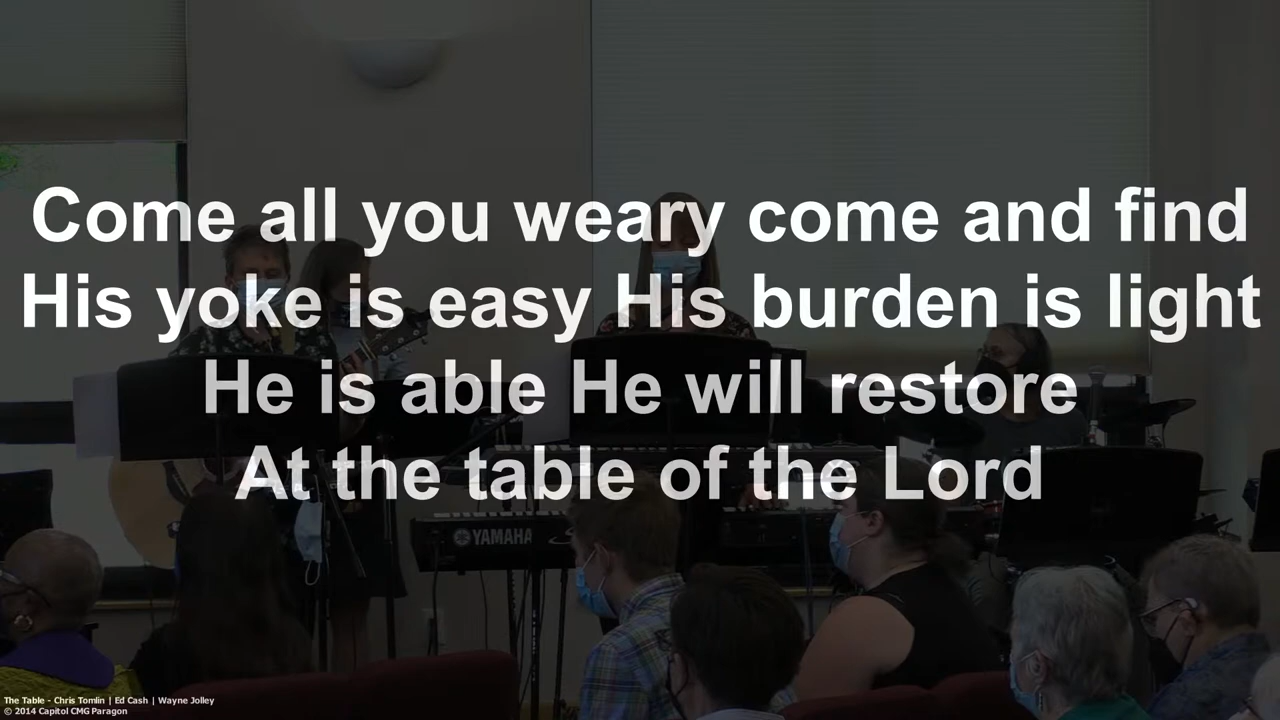 Come all you weary come and find
His yoke is easy His burden is light
He is able He will restore
At the table of the Lord
YAMAHA
The Table - Chris Tomlin | Ed Cash | Wayne Jolley
© 2014 Capitol CMG Paragon